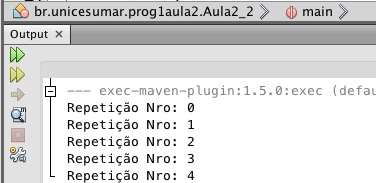 br.unicesumar.prog1aula2.Aula2_2 main
Output
--- exec-maven-plugin:1.5.0:exec (defau
Repetição Nro: 0
Repetição Nro: 1
Repetição Nro: 2
Repetição Nro: 3
Repetição Nro: 4